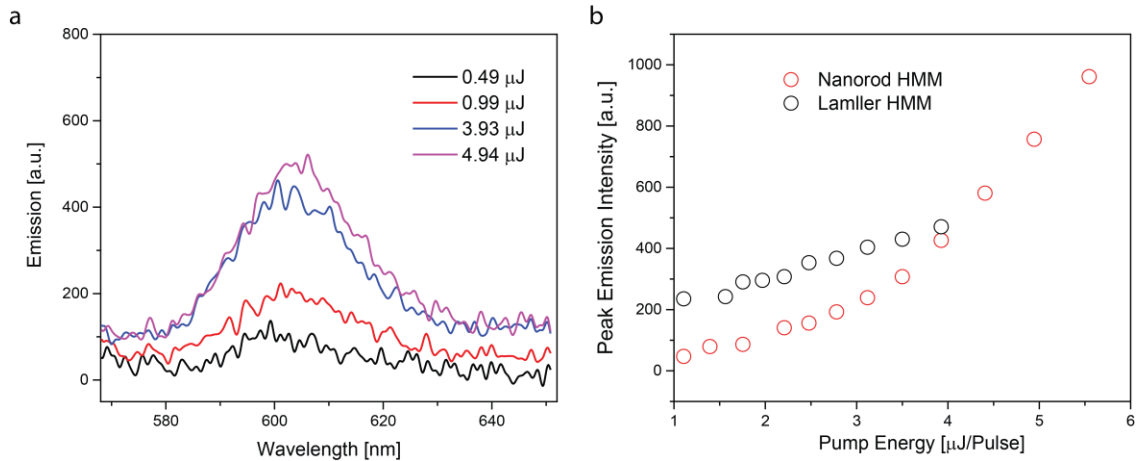 a
800
600
400
200
0
Emission [a.u.]
580
600
620
640
Wavelength [nm]
0.49 μJ
0.99 μJ
3.93 μJ
4.94 μJ
b
1000
800
600
400
200
0
Peak Emission Intensity [a.u.]
1
2
3
4
5
6
Pump Energy [μJ/Pulse]
Nanorod HMM
Lamller HMM